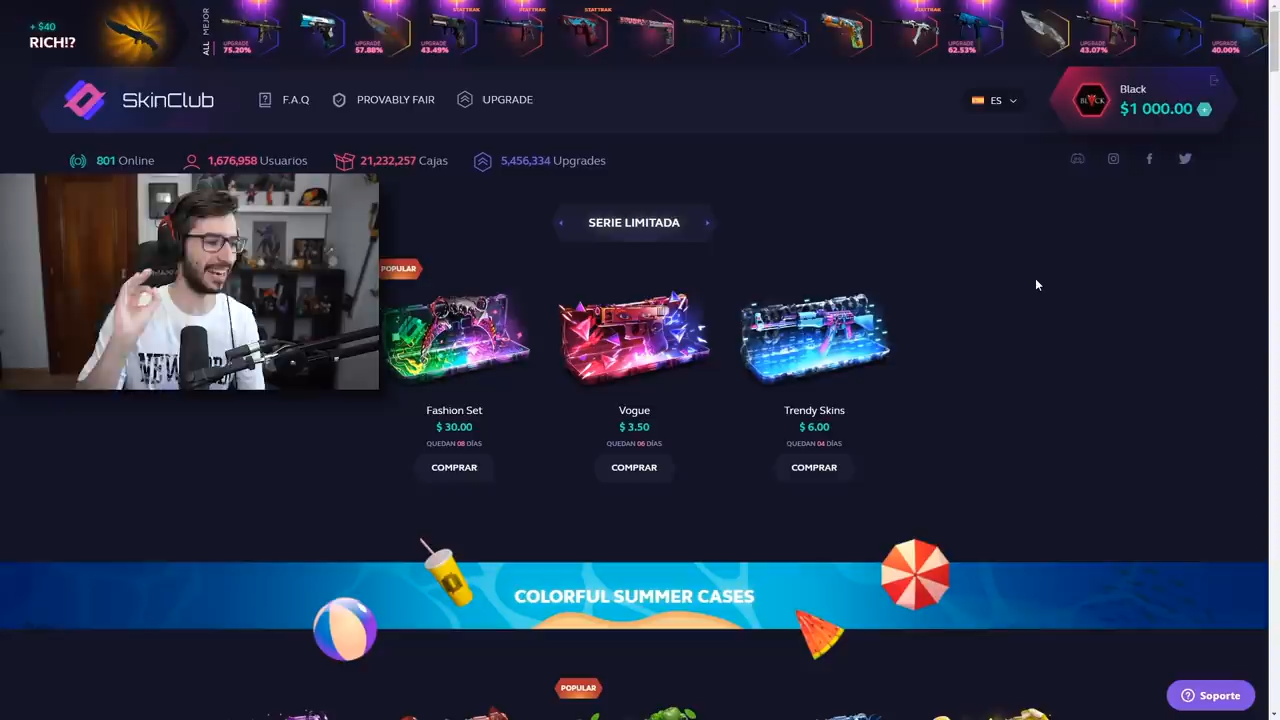 + $40
RICH!?
ALL MEJOR
STATTRAK
STATTRAK
STATTRAK
STATTRAK
UPGRADE
75.20%
UPGRADE
57.88%
UPGRADE
43.49%
UPGRADE
62.53%
UPGRADE
43.07%
UPGRADE
40.00%
SkinClub
F.A.Q
PROVABLY FAIR
UPGRADE
ES
BLVCK
Black
$1 000.00
801 Online
1,676,958 Usuarios
21,232,257 Cajas
5,456,334 Upgrades
SERIE LIMITADA
POPULAR
Fashion Set
Vogue
Trendy Skins
$ 30.00
$ 3.50
$ 6.00
QUEDAN 08 DÍAS
QUEDAN 06 DÍAS
QUEDAN 04 DÍAS
COMPRAR
COMPRAR
COMPRAR
COLORFUL SUMMER CASES
POPULAR
Soporte